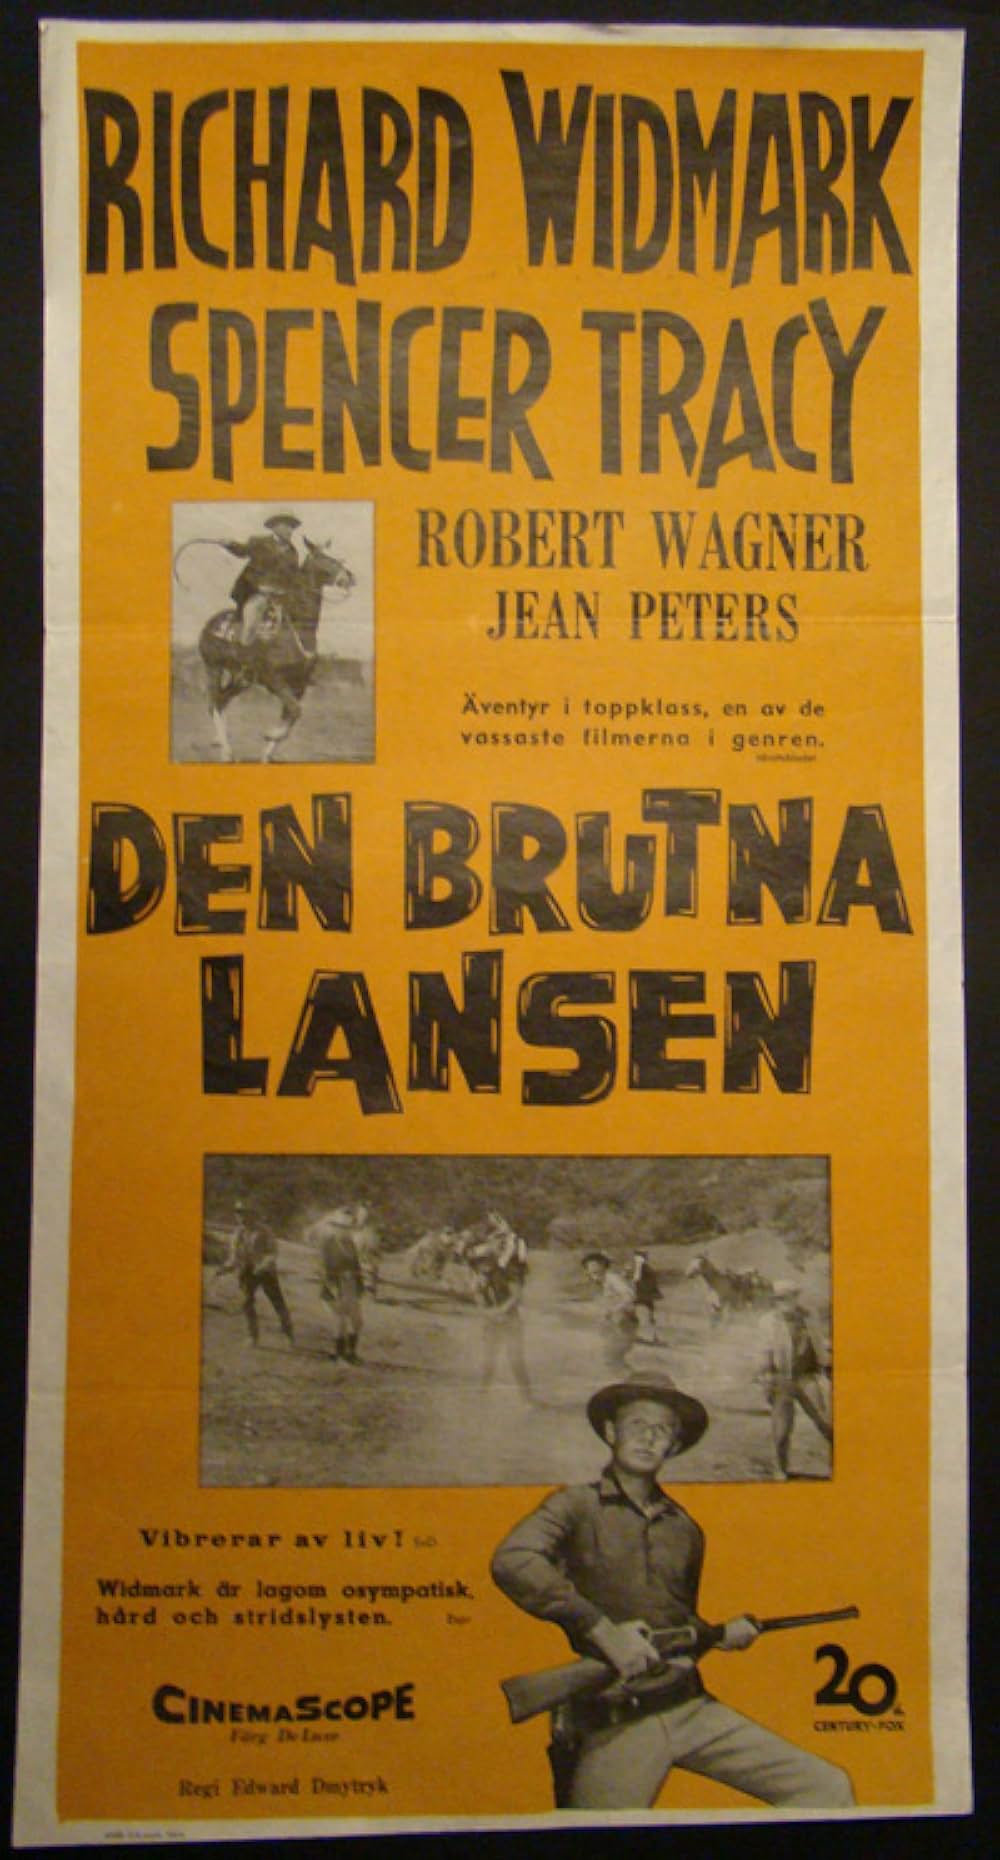 RICHARD WIDMARK
SPENCER TRACY
ROBERT WAGNER
JEAN PETERS
Äventyr i toppklass, en av de
vassaste filmerna i genren.
DEN BRUTNA
LANSEN
Vibrerar av liv! SvD
Widmark är lagom osympatisk,
hård och stridslysten.
CINEMASCOPE
Färg De Luxe
Regi Edward Dmytryk
20th
CENTURY-FOX